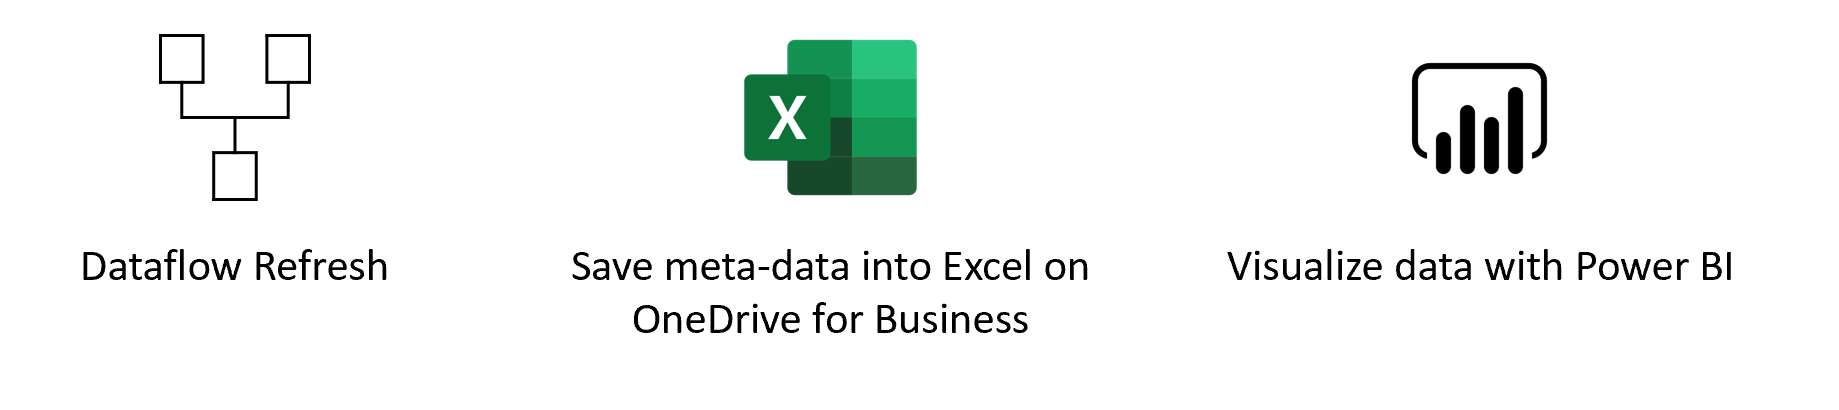 X
Dataflow Refresh
Save meta-data into Excel on
OneDrive for Business
Visualize data with Power BI